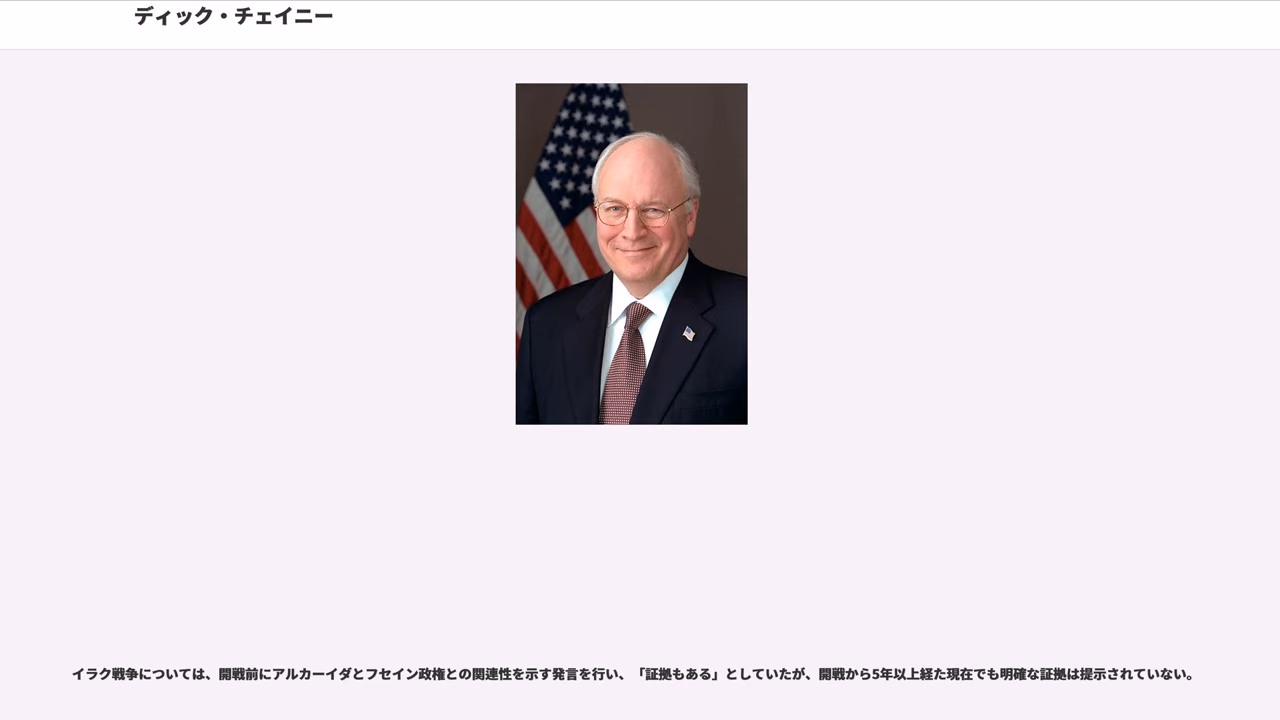 ディック・チェイニー
イラク戦争については、開戦前にアルカーイダとフセイン政権との関連性を示す発言を行い、「証拠もある」としていたが、開戦から5年以上経た現在でも明確な証拠は提示されていない。